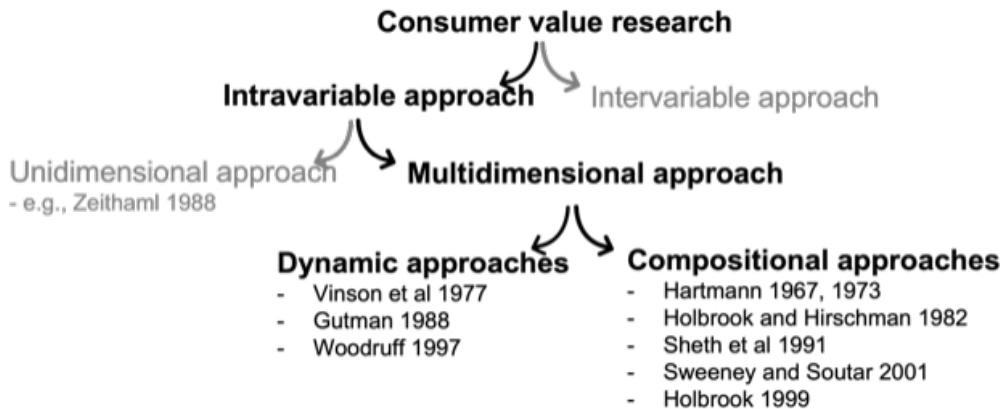 Consumer value research
Intravariable approach
Intervariable approach
Unidimensional approach
- e.g., Zeithaml 1988
Multidimensional approach
Dynamic approaches
- Vinson et al 1977
- Gutman 1988
- Woodruff 1997
Compositional approaches
- Hartmann 1967, 1973
- Holbrook and Hirschman 1982
- Sheth et al 1991
- Sweeney and Soutar 2001
- Holbrook 1999